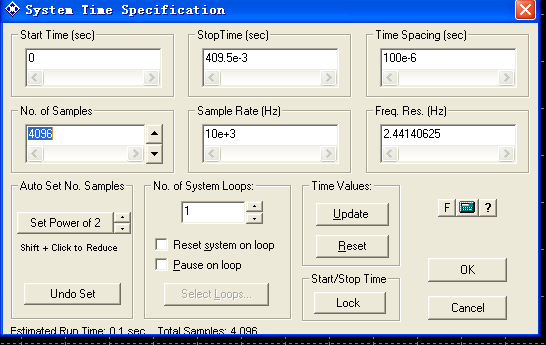 System Time Specification
Start Time (sec)
StopTime (sec)
Time Spacing (sec)
0
409.5e-3
100e-6
No. of Samples
Sample Rate (Hz)
Freq. Res. (Hz)
4096
10e+3
2.44140625
Auto Set No. Samples
No. of System Loops:
Time Values:
Set Power of 2
1
Update
F
?
Shift + Click to Reduce
Reset system on loop
Reset
Pause on loop
Start/Stop Time
OK
Undo Set
Select Loops...
Lock
Cancel
Estimated Run Time: 0.1 sec Total Samples: 4,096